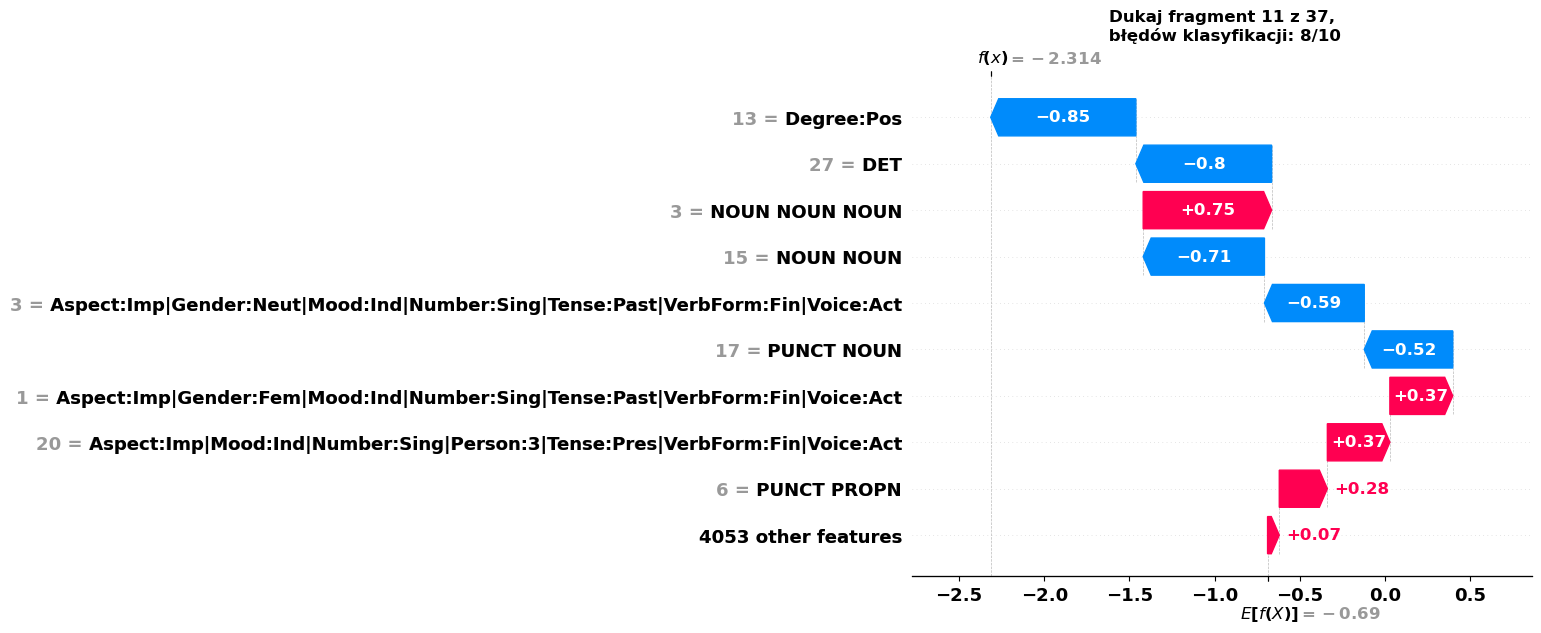 Dukaj fragment 11 z 37,
błędów klasyfikacji: 8/10
f(x) = −2.314
13 = Degree:Pos
−0.85
27 = DET
−0.8
3 = NOUN NOUN NOUN
+0.75
15 = NOUN NOUN
−0.71
3 = Aspect:Imp|Gender:Neut|Mood:Ind|Number:Sing|Tense:Past|VerbForm:Fin|Voice:Act
−0.59
17 = PUNCT NOUN
−0.52
1 = Aspect:Imp|Gender:Fem|Mood:Ind|Number:Sing|Tense:Past|VerbForm:Fin|Voice:Act
+0.37
20 = Aspect:Imp|Mood:Ind|Number:Sing|Person:3|Tense:Pres|VerbForm:Fin|Voice:Act
+0.37
6 = PUNCT PROPN
+0.28
4053 other features
+0.07
−2.5 −2.0 −1.5 −1.0 −0.5 0.0 0.5
E[f(X)] = −0.69